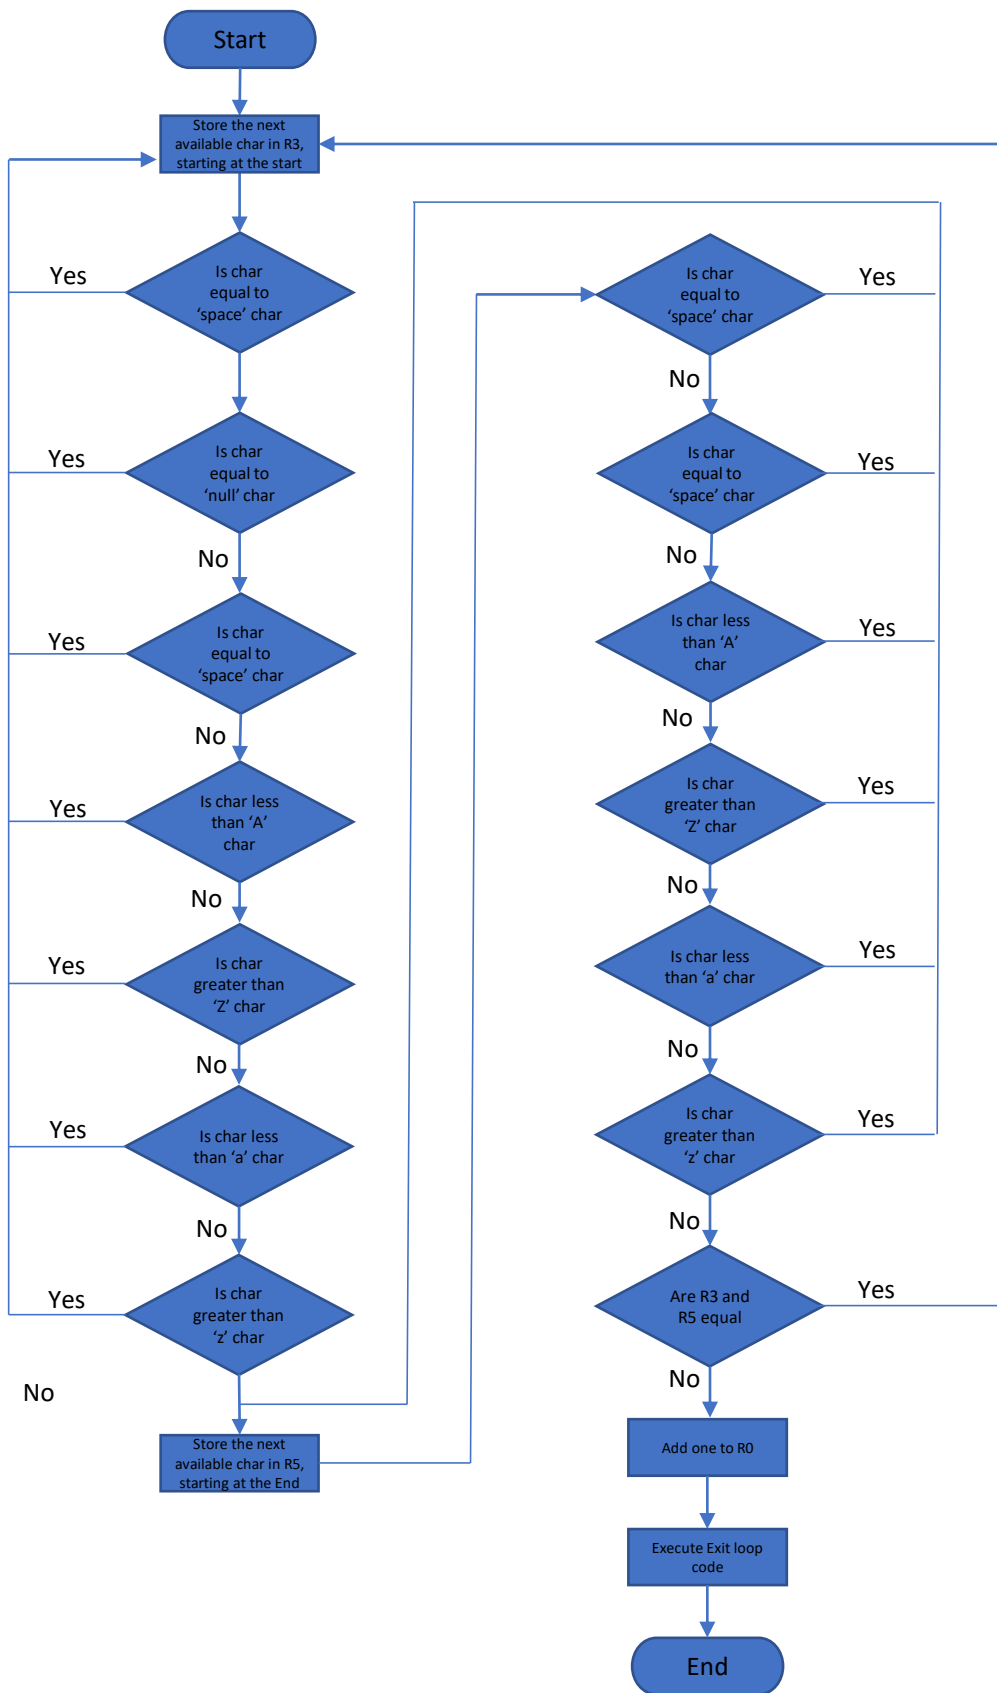 Start
Store the next
available char in R3,
starting at the start
Is char
equal to
‘space’ char
Yes
Is char
equal to
‘null’ char
Yes
No
Is char
equal to
‘space’ char
Yes
No
Is char less
than ‘A’
char
Yes
No
Is char
greater than
‘Z’ char
Yes
No
Is char less
than ‘a’ char
Yes
No
Is char
greater than
‘z’ char
Yes
No
Store the next
available char in R5,
starting at the End
Is char
equal to
‘space’ char
Yes
No
Is char
equal to
‘space’ char
Yes
No
Is char less
than ‘A’
char
Yes
No
Is char
greater than
‘Z’ char
Yes
No
Is char less
than ‘a’ char
Yes
No
Is char
greater than
‘z’ char
Yes
No
Are R3 and
R5 equal
Yes
No
Add one to R0
Execute Exit loop
code
End